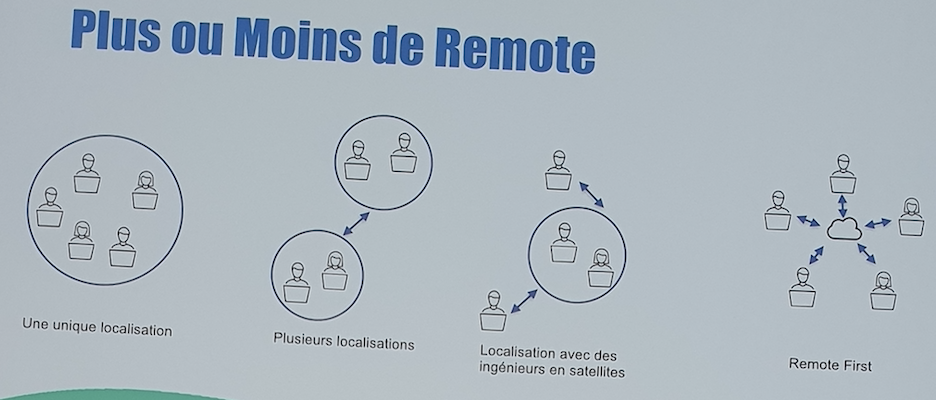 Plus ou Moins de Remote
Une unique localisation
Plusieurs localisations
Localisation avec des
ingénieurs en satellites
Remote First